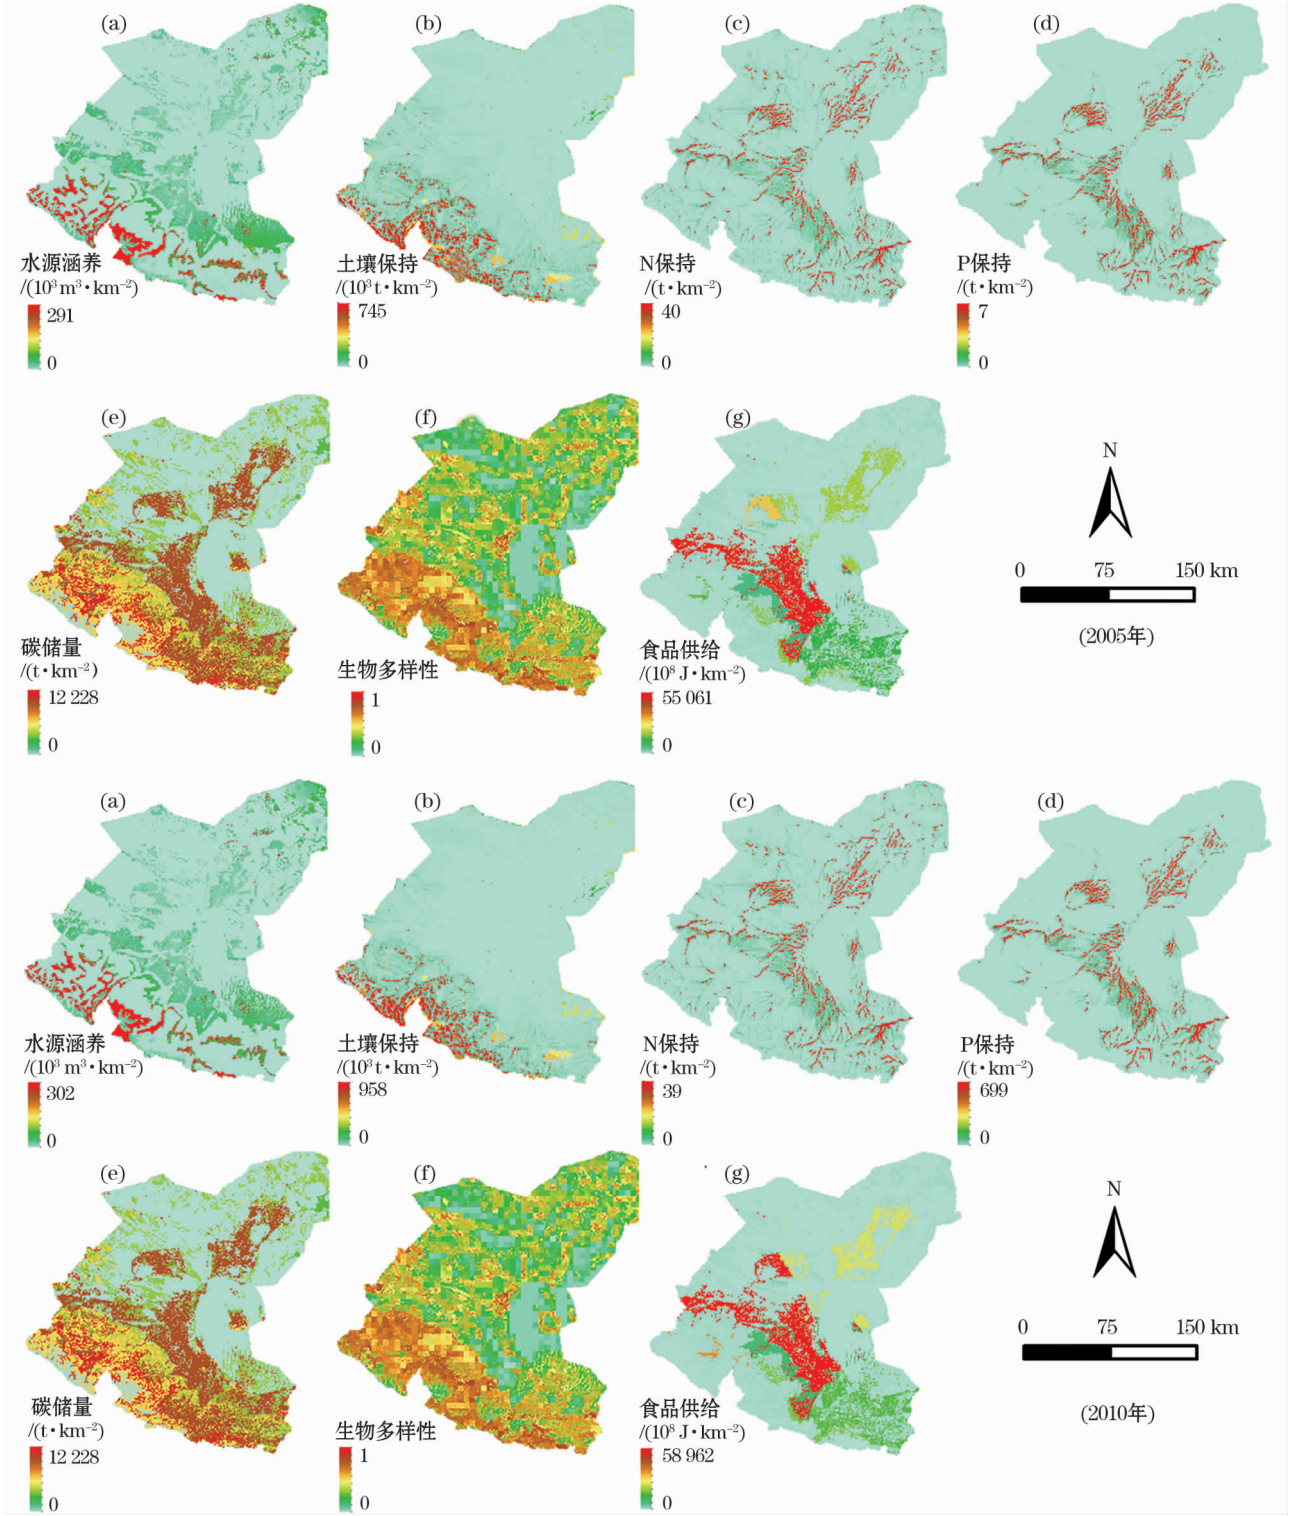 (a) (b) (c) (d)
水源涵养 土壤保持 N保持 P保持
/(10³ m³·km⁻²) /(10³ t·km⁻²) /(t·km⁻²) /(t·km⁻²)
291 745 40 7
0 0 0 0
(e) (f) (g)
N
0 75 150 km
(2005年)
碳储量 生物多样性 食品供给
/(t·km⁻²) /(10⁸ J·km⁻²)
12 228 1 55 061
0 0 0
(a) (b) (c) (d)
水源涵养 土壤保持 N保持 P保持
/(10³ m³·km⁻²) /(10³ t·km⁻²) /(t·km⁻²) /(t·km⁻²)
302 958 39 699
0 0 0 0
(e) (f) (g)
N
0 75 150 km
(2010年)
碳储量 生物多样性 食品供给
/(t·km⁻²) /(10⁸ J·km⁻²)
12 228 1 58 962
0 0 0